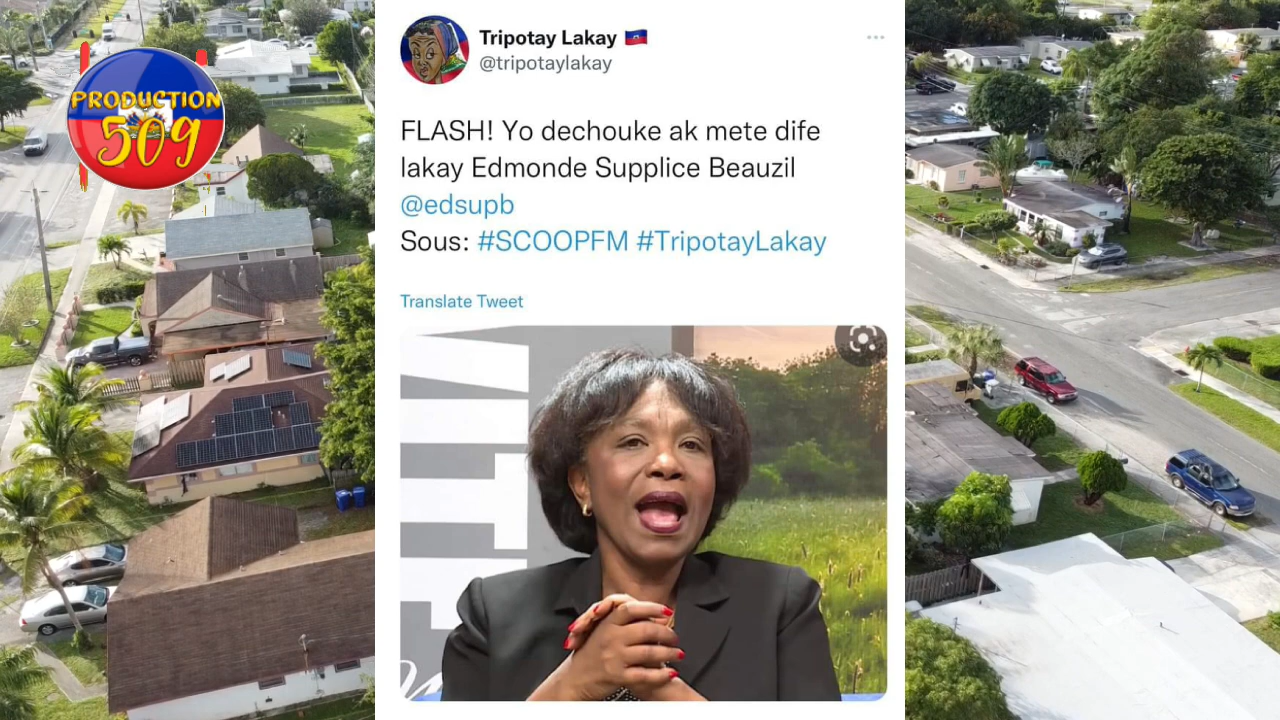 PRODUCTION
509
Tripotay Lakay 🇭🇹
@tripotaylakay
FLASH! Yo dechouke ak mete dife
lakay Edmonde Supplice Beauzil
@edsupb
Sous: #SCOOPFM #TripotayLakay
Translate Tweet